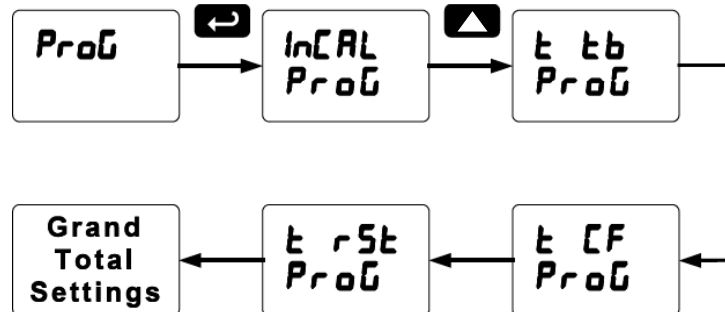 ProG
InCAL
ProG
t tb
ProG
t CF
ProG
t rSt
ProG
Grand
Total
Settings